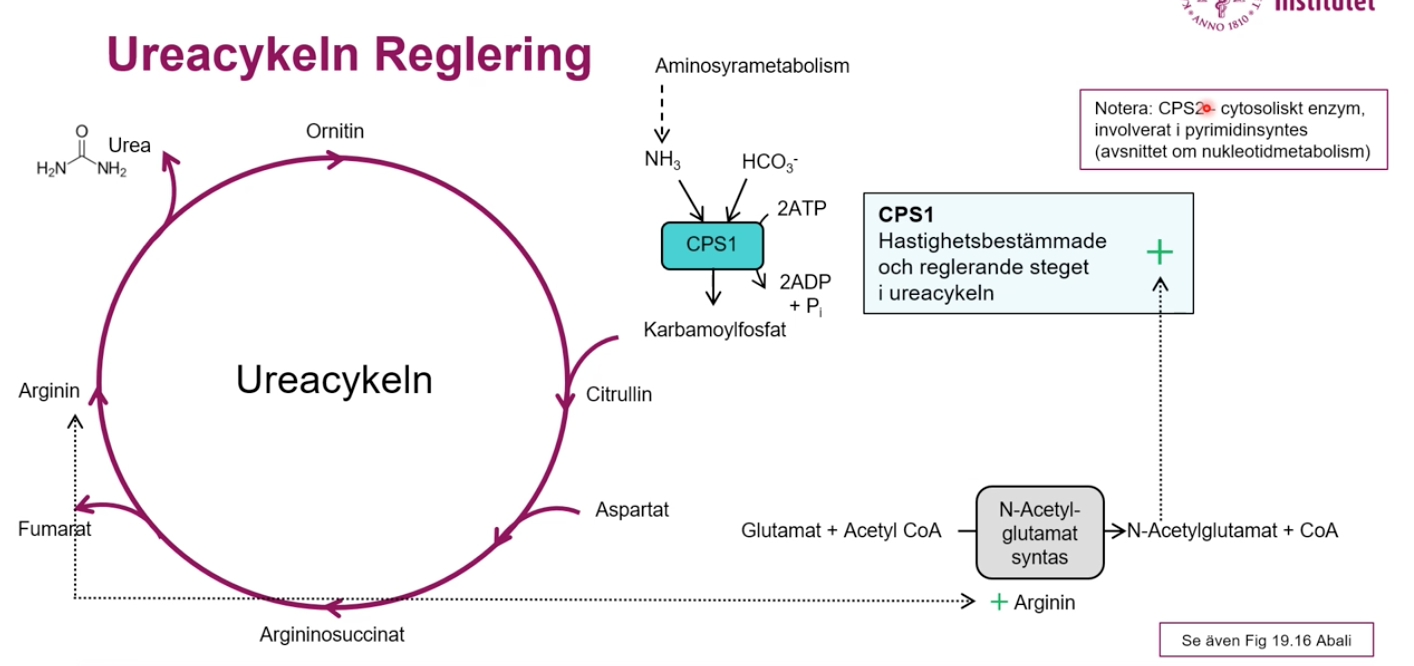 Institutet
ANNO 1810
Ureacykeln Reglering
Aminosyrametabolism
Notera: CPS2 - cytosoliskt enzym,
involverat i pyrimidinsyntes
(avsnittet om nukleotidmetabolism)
Ornitin
O
H₂N NH₂
Urea
NH₃
HCO₃⁻
2ATP
CPS1
2ADP
+ Pᵢ
Karbamoylfosfat
CPS1
Hastighetsbestämmade
och reglerande steget
i ureacykeln
+
Ureacykeln
Arginin
Citrullin
Aspartat
Fumarat
Argininosuccinat
Glutamat + Acetyl CoA
N-Acetyl-
glutamat
syntas
N-Acetylglutamat + CoA
+ Arginin
Se även Fig 19.16 Abali